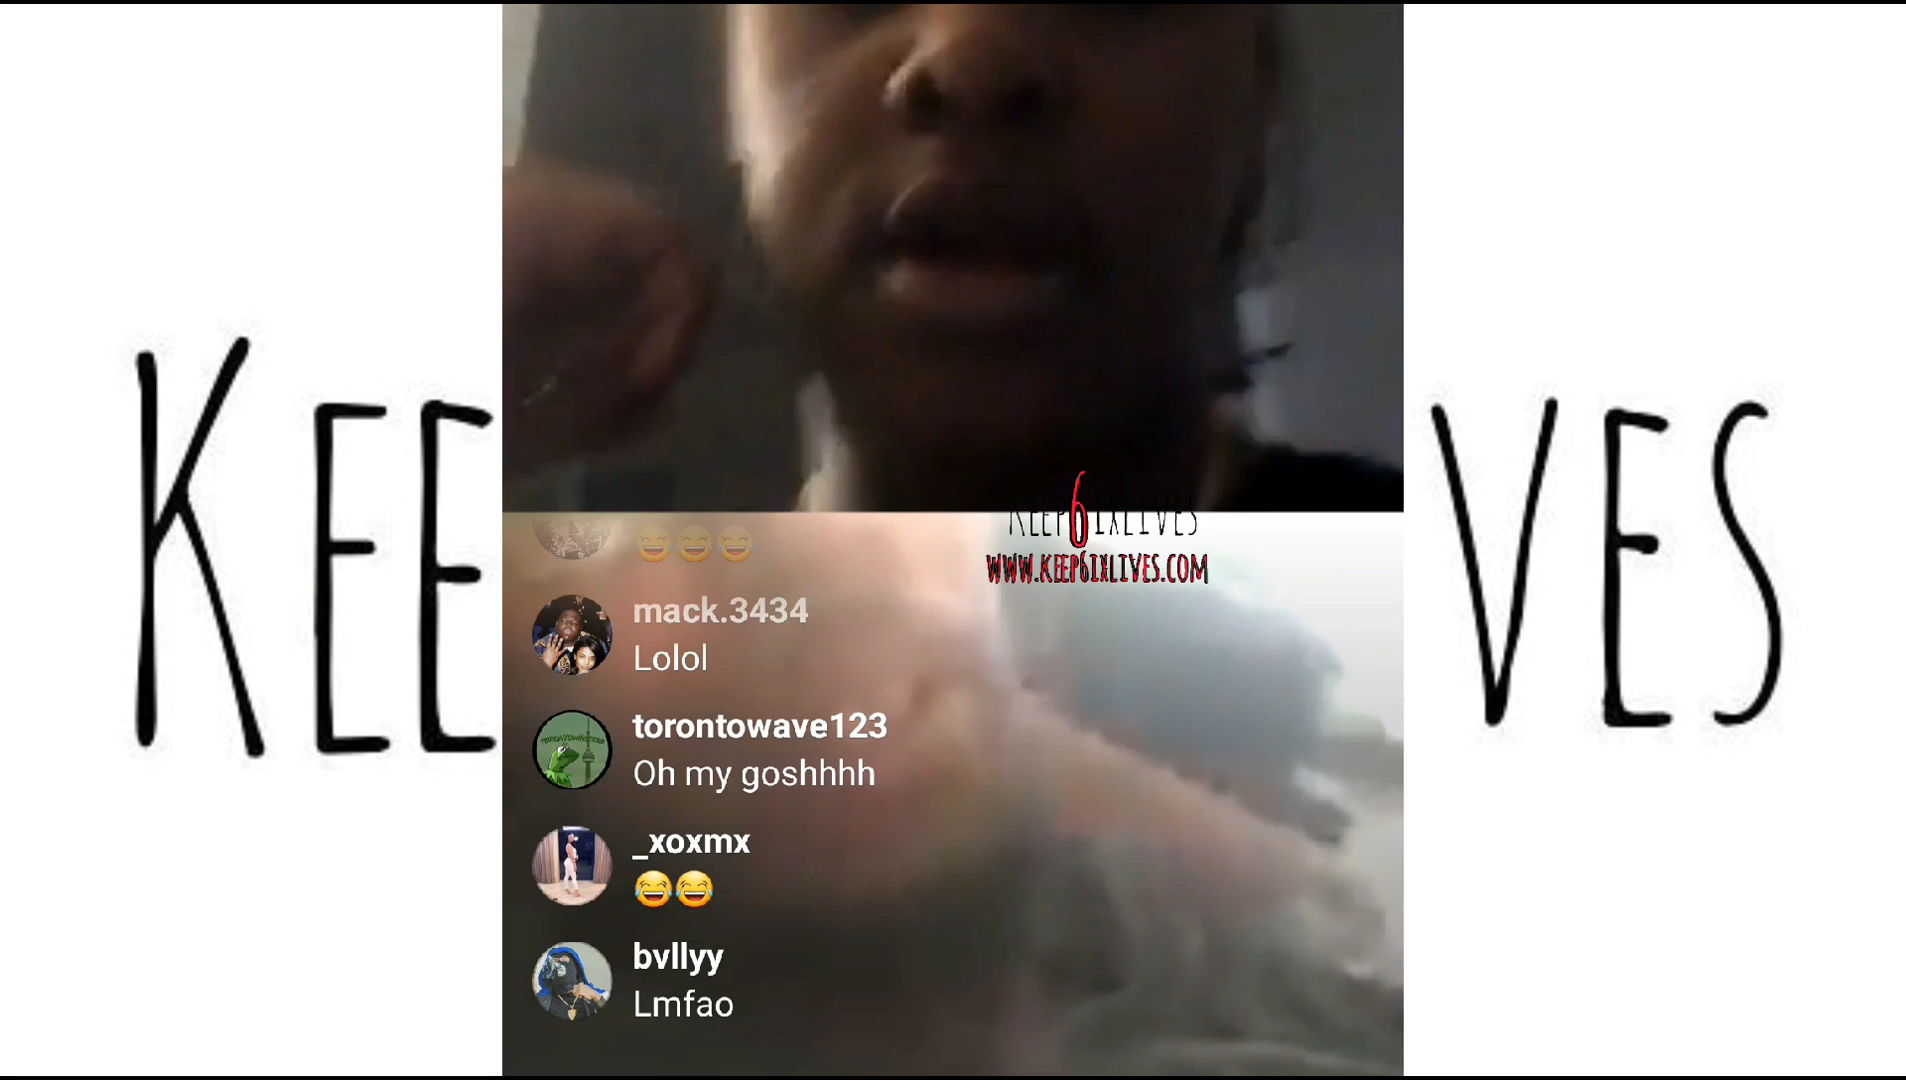 KEE
VES
KEEP6IXLIVES
WWW.KEEP6IXLIVES.COM
😂😂😂
mack.3434
Lolol
torontowave123
Oh my goshhhh
_xoxmx
😂😂
bvllyy
Lmfao